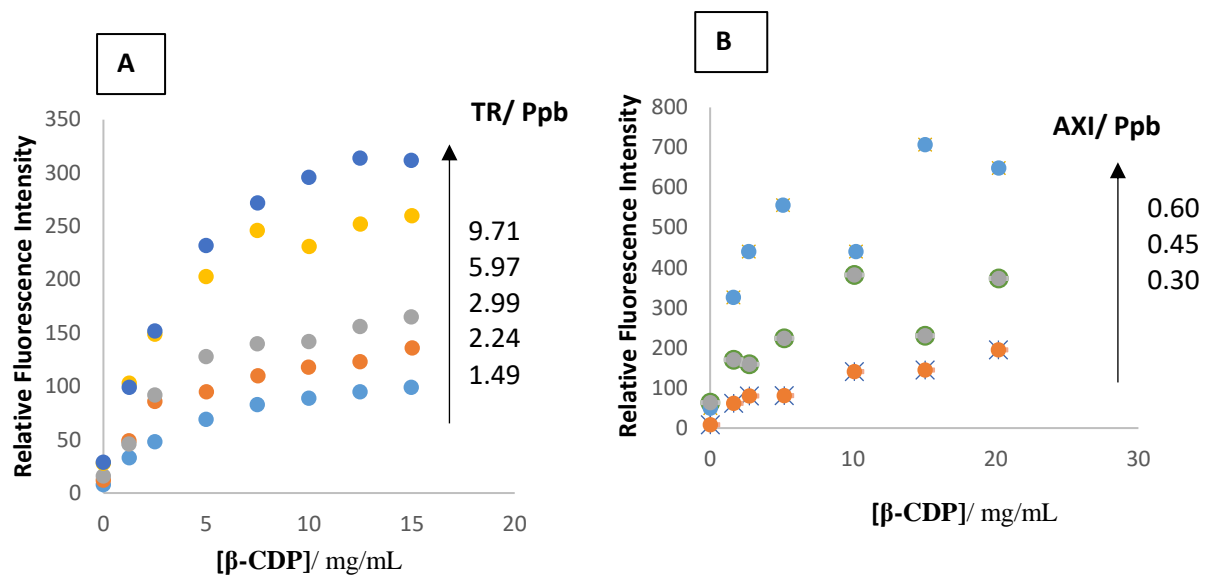 A
Relative Fluorescence Intensity
350
300
250
200
150
100
50
0
0 5 10 15 20
[β-CDP]/ mg/mL
TR/ Ppb
9.71
5.97
2.99
2.24
1.49
B
Relative Fluorescence Intensity
800
700
600
500
400
300
200
100
0
0 10 20 30
[β-CDP]/ mg/mL
AXI/ Ppb
0.60
0.45
0.30